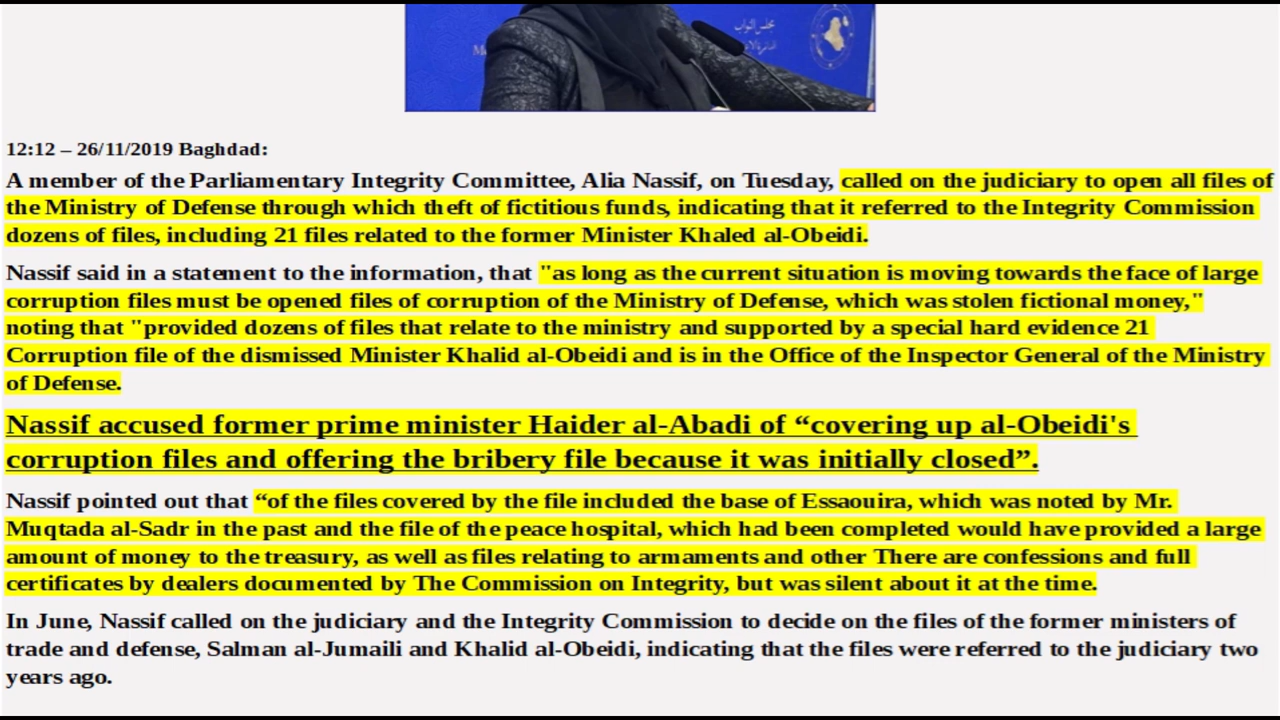 مجلس النواب
12:12 – 26/11/2019 Baghdad:
A member of the Parliamentary Integrity Committee, Alia Nassif, on Tuesday, called on the judiciary to open all files of
the Ministry of Defense through which theft of fictitious funds, indicating that it referred to the Integrity Commission
dozens of files, including 21 files related to the former Minister Khaled al-Obeidi.
Nassif said in a statement to the information, that "as long as the current situation is moving towards the face of large
corruption files must be opened files of corruption of the Ministry of Defense, which was stolen fictional money,"
noting that "provided dozens of files that relate to the ministry and supported by a special hard evidence 21
Corruption file of the dismissed Minister Khalid al-Obeidi and is in the Office of the Inspector General of the Ministry
of Defense.
Nassif accused former prime minister Haider al-Abadi of “covering up al-Obeidi's
corruption files and offering the bribery file because it was initially closed”.
Nassif pointed out that “of the files covered by the file included the base of Essaouira, which was noted by Mr.
Muqtada al-Sadr in the past and the file of the peace hospital, which had been completed would have provided a large
amount of money to the treasury, as well as files relating to armaments and other There are confessions and full
certificates by dealers documented by The Commission on Integrity, but was silent about it at the time.
In June, Nassif called on the judiciary and the Integrity Commission to decide on the files of the former ministers of
trade and defense, Salman al-Jumaili and Khalid al-Obeidi, indicating that the files were referred to the judiciary two
years ago.